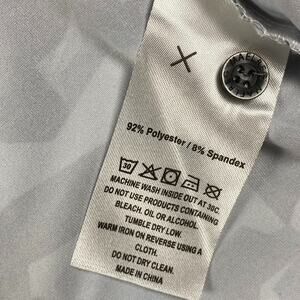 92% Polyester / 8% Spandex
30
MACHINE WASH INSIDE OUT AT 30C.
DO NOT USE PRODUCTS CONTAINING
BLEACH, OIL OR ALCOHOL
TUMBLE DRY LOW.
WARM IRON ON REVERSE USING A
CLOTH.
DO NOT DRY CLEAN.
MADE IN CHINA